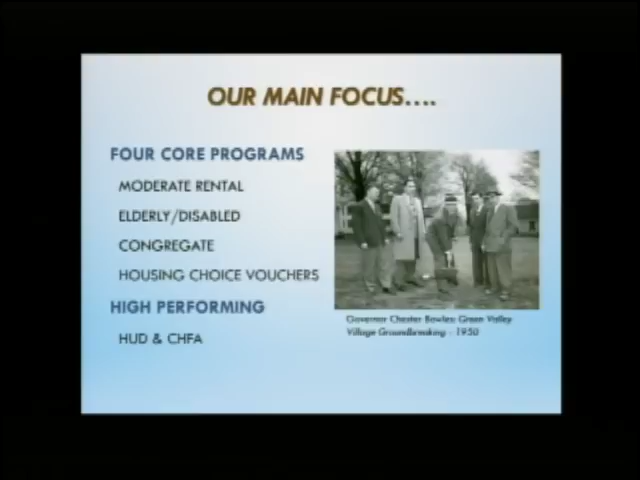 OUR MAIN FOCUS....
FOUR CORE PROGRAMS
MODERATE RENTAL
ELDERLY/DISABLED
CONGREGATE
HOUSING CHOICE VOUCHERS
HIGH PERFORMING
HUD & CHFA
Governor Chester Bowles: Green Valley
Village Groundbreaking - 1950